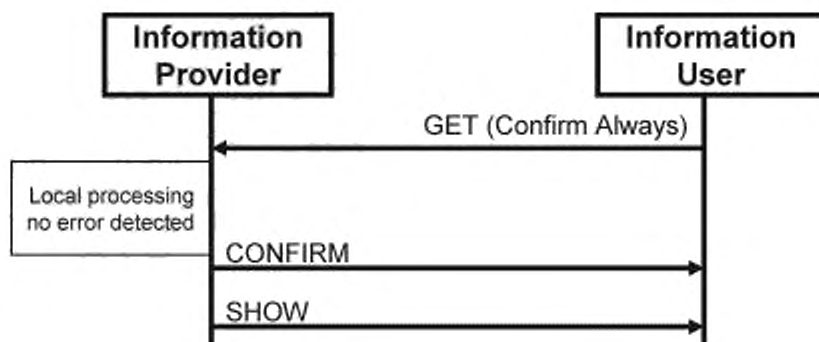 Information
Provider
Information
User
GET (Confirm Always)
Local processing
no error detected
CONFIRM
SHOW